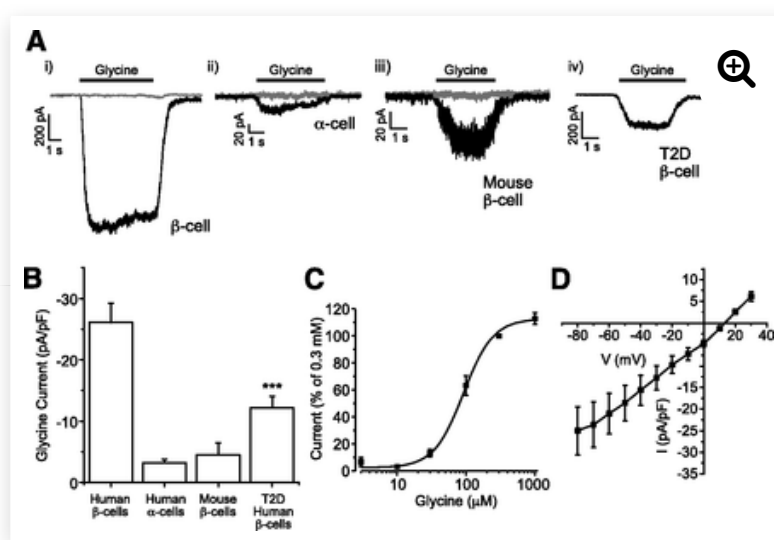 A
i) Glycine
200 pA
1 s
β-cell
ii) Glycine
20 pA
1 s
α-cell
iii) Glycine
20 pA
1 s
Mouse
β-cell
iv) Glycine
200 pA
1 s
T2D
β-cell
B
Glycine Current (pA/pF)
-30
-20
-10
0
***
Human
β-cells
Human
α-cells
Mouse
β-cells
T2D
Human
β-cells
C
Current (% of 0.3 mM)
120
100
80
60
40
20
0
10 100 1000
Glycine (μM)
D
10
5
-80 -60 -40 -20 20 40
V (mV)
-5
-15
-20
-25
-30
-35
I (pA/pF)